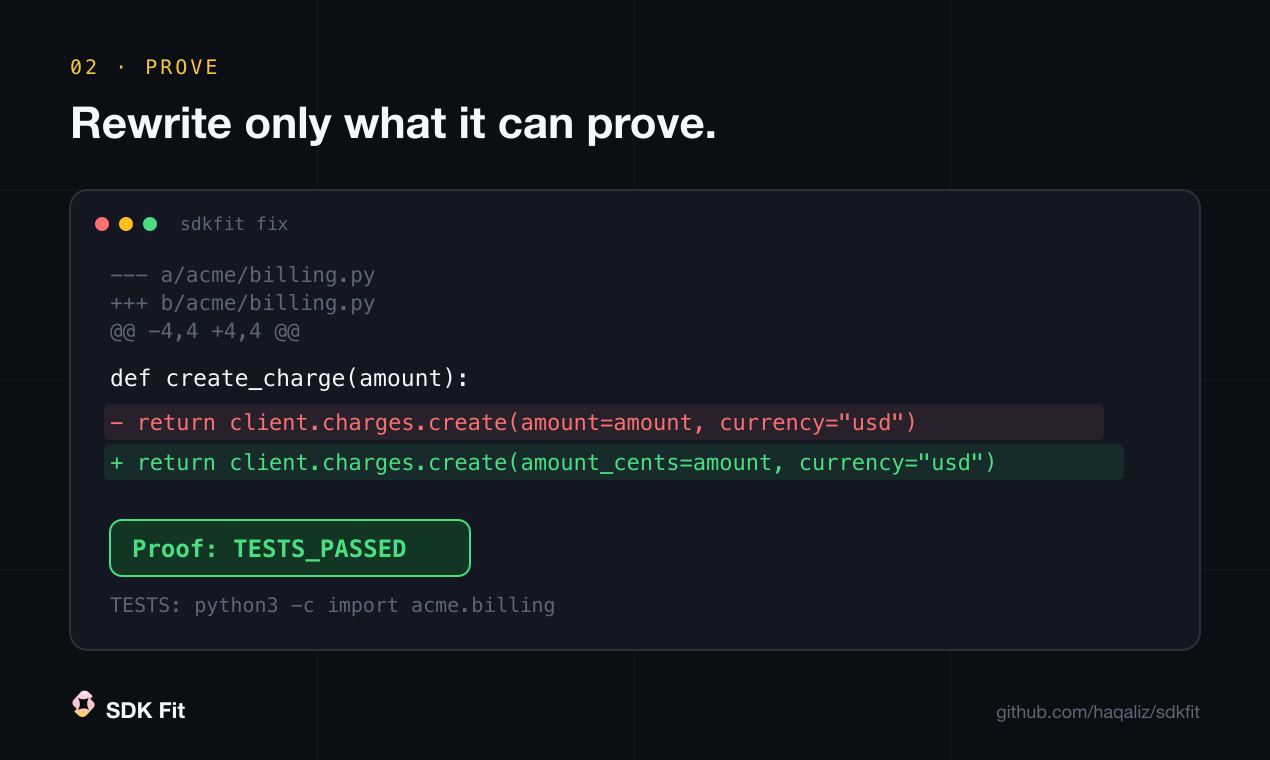 02 · PROVE
Rewrite only what it can prove.
sdkfit fix
--- a/acme/billing.py
+++ b/acme/billing.py
@@ -4,4 +4,4 @@
def create_charge(amount):
- return client.charges.create(amount=amount, currency="usd")
+ return client.charges.create(amount_cents=amount, currency="usd")
Proof: TESTS_PASSED
TESTS: python3 -c import acme.billing
SDK Fit
github.com/haqaliz/sdkfit